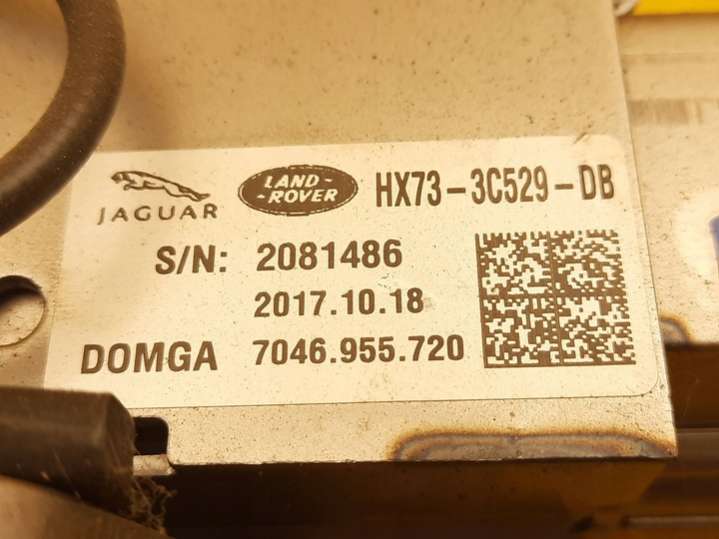 JAGUAR LAND-ROVER HX73-3C529-DB
S/N: 2081486
2017.10.18
DOMGA 7046.955.720